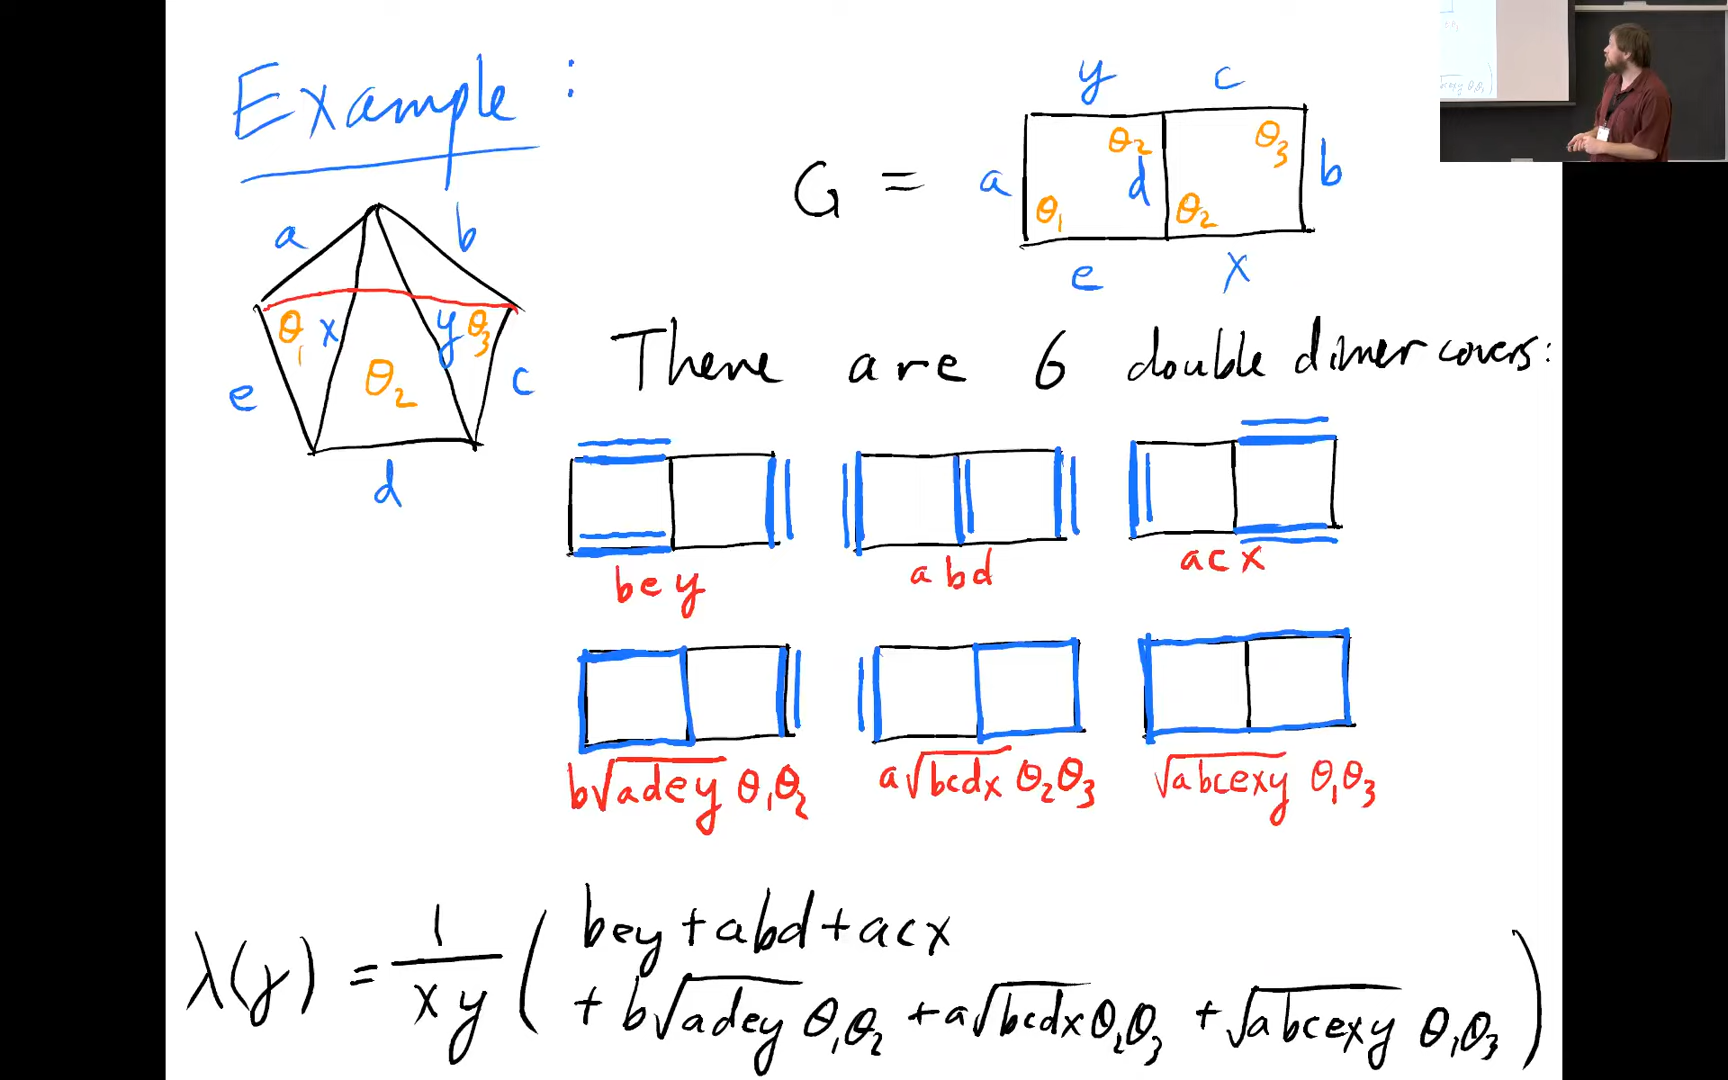 Example:
a b
θ₁ x y θ₃
θ₂
e c
d
y c
G = a θ₁ θ₂ d θ₂ θ₃ b
e x
There are 6 double dimer covers:
bey abd acx
b√adey θ₁θ₂ a√bcdx θ₂θ₃ √abcexy θ₁θ₃
λ(γ) = 1/xy ( bey + abd + acx
+ b√adey θ₁θ₂ + a√bcdx θ₂θ₃ + √abcexy θ₁θ₃ )